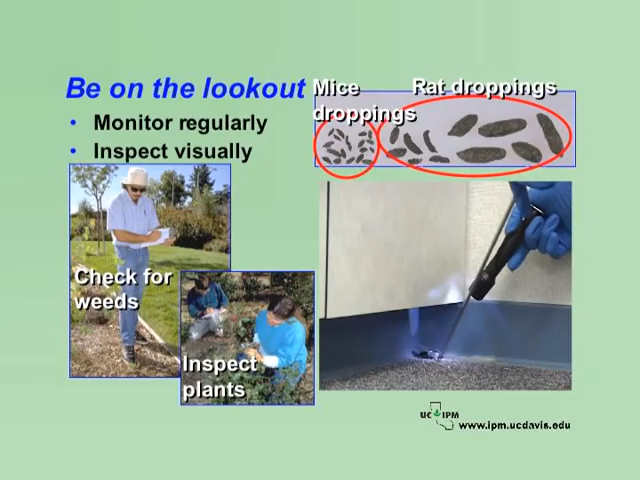 Be on the lookout
• Monitor regularly
• Inspect visually
Mice
droppings
Rat droppings
Check for
weeds
Inspect
plants
UC IPM
www.ipm.ucdavis.edu